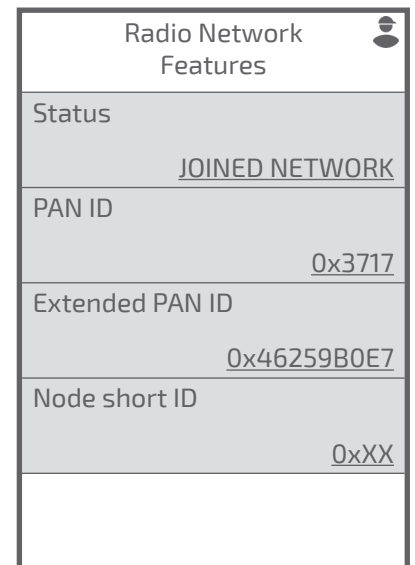 Radio Network
Features
Status
JOINED NETWORK
PAN ID
0x3717
Extended PAN ID
0x46259B0E7
Node short ID
0xXX